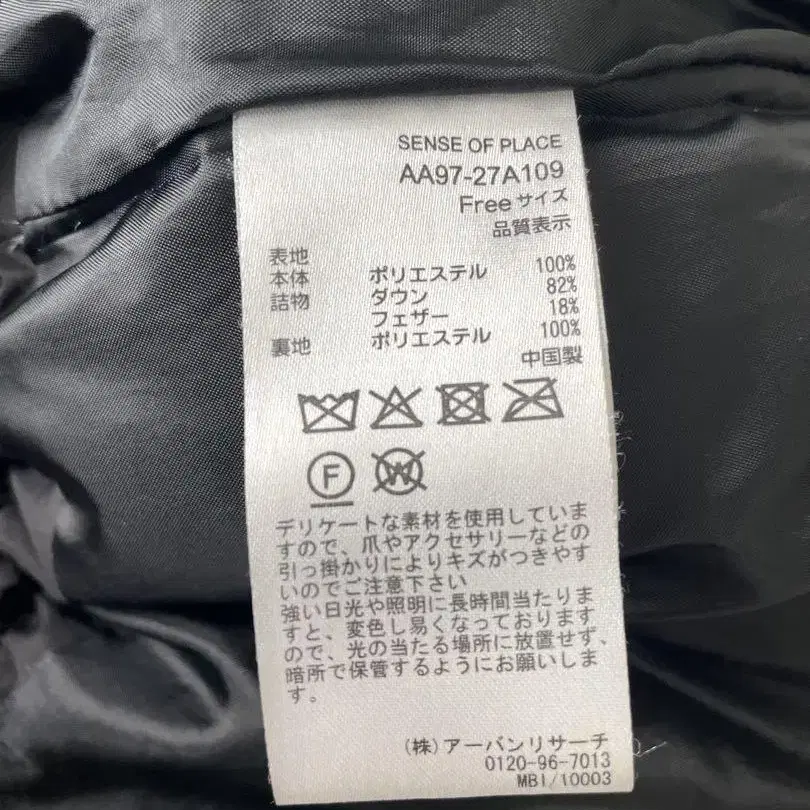 SENSE OF PLACE
AA97-27A109
Free サイズ
品質表示
表地
本体 ポリエステル 100%
詰物 ダウン 82%
フェザー 18%
裏地 ポリエステル 100%
中国製
F W
デリケートな素材を使用していま
すので、爪やアクセサリーなどの
引っ掛かりによりキズがつきやす
いのでご注意下さい
強い日光や照明に長時間当たりま
すと、変色し易くなっております
ので、光の当たる場所に放置せず、
暗所で保管するようにお願いしま
す。
(株)アーバンリサーチ
0120-96-7013
MBI/10003